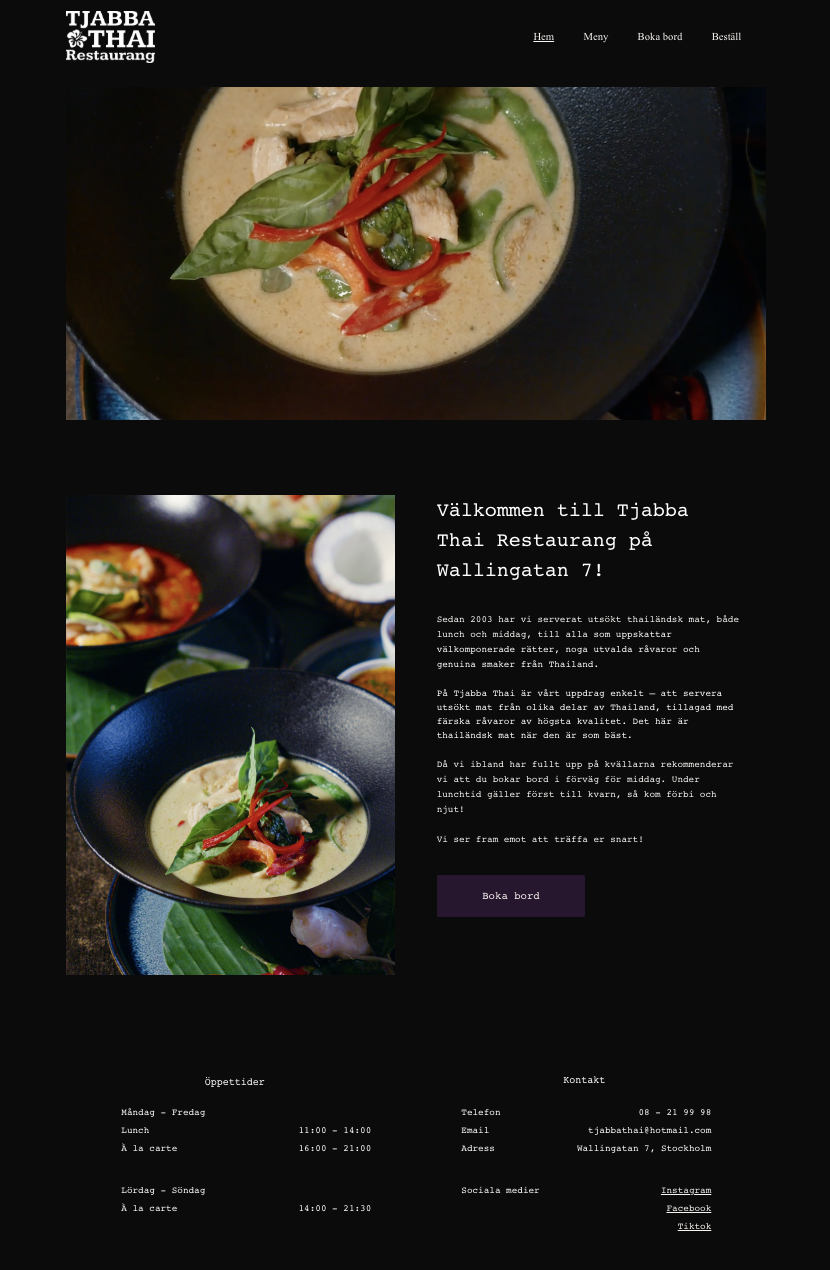 TJABBA
THAI
Restaurang
Hem Meny Boka bord Beställ
Välkommen till Tjabba
Thai Restaurang på
Wallingatan 7!
Sedan 2003 har vi serverat utsökt thailändsk mat, både
lunch och middag, till alla som uppskattar
välkomponerade rätter, noga utvalda råvaror och
genuina smaker från Thailand.
På Tjabba Thai är vårt uppdrag enkelt – att servera
utsökt mat från olika delar av Thailand, tillagad med
färska råvaror av högsta kvalitet. Det här är
thailändsk mat när den är som bäst.
Då vi ibland har fullt upp på kvällarna rekommenderar
vi att du bokar bord i förväg för middag. Under
lunchtid gäller först till kvarn, så kom förbi och
njut!
Vi ser fram emot att träffa er snart!
Boka bord
Öppettider
Måndag – Fredag
Lunch 11:00 – 14:00
À la carte 16:00 – 21:00
Lördag – Söndag
À la carte 14:00 – 21:30
Kontakt
Telefon 08 – 21 99 98
Email tjabbathai@hotmail.com
Adress Wallingatan 7, Stockholm
Sociala medier Instagram
Facebook
Tiktok